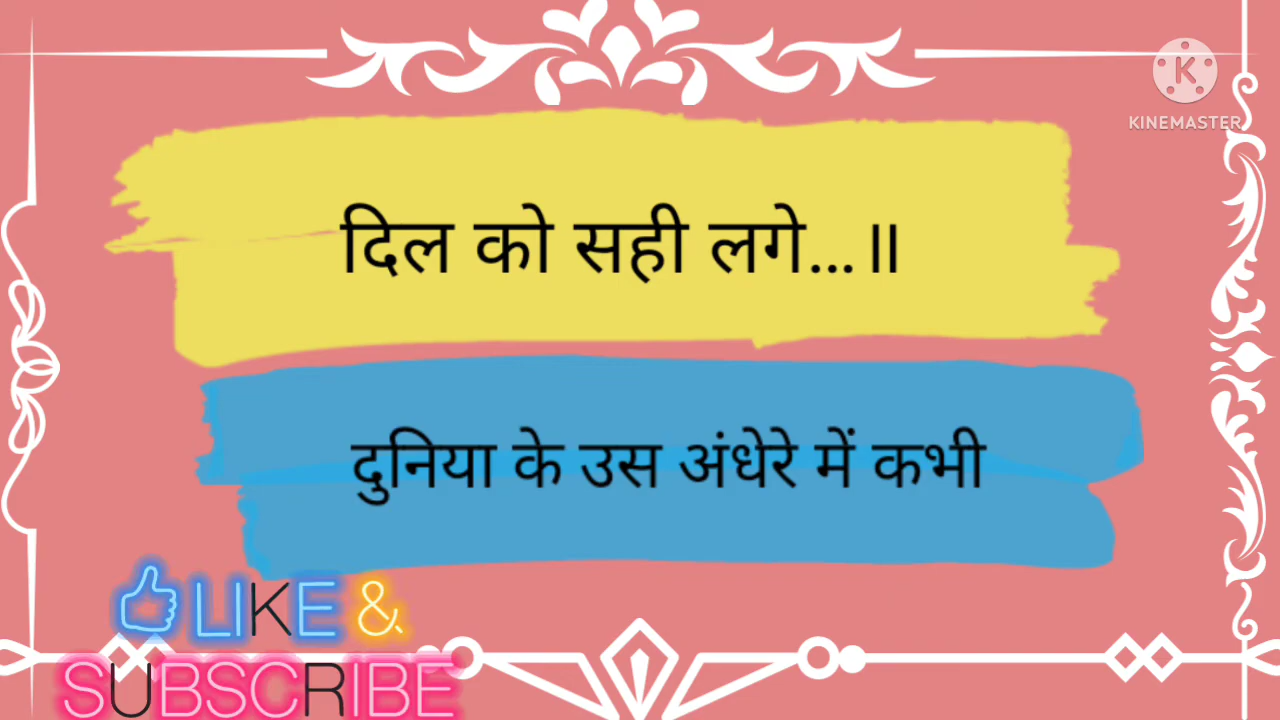 KINEMASTER
दिल को सही लगे...॥
दुनिया के उस अंधेरे में कभी
LIKE &
SUBSCRIBE